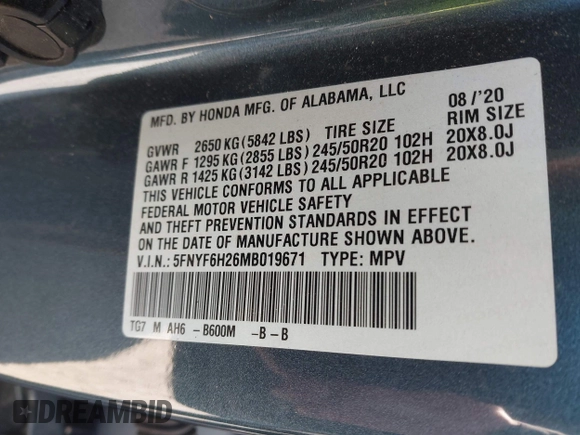 MFD. BY HONDA MFG. OF ALABAMA, LLC 08/'20
GVWR 2650 KG (5842 LBS) TIRE SIZE RIM SIZE
GAWR F 1295 KG (2855 LBS) 245/50R20 102H 20X8.0J
GAWR R 1425 KG (3142 LBS) 245/50R20 102H 20X8.0J
THIS VEHICLE CONFORMS TO ALL APPLICABLE
FEDERAL MOTOR VEHICLE SAFETY
AND THEFT PREVENTION STANDARDS IN EFFECT
ON THE DATE OF MANUFACTURE SHOWN ABOVE.
V.I.N.: 5FNYF6H26MB019671 TYPE: MPV
TG7 M AH6 -B600M -B-B
DREAMBID